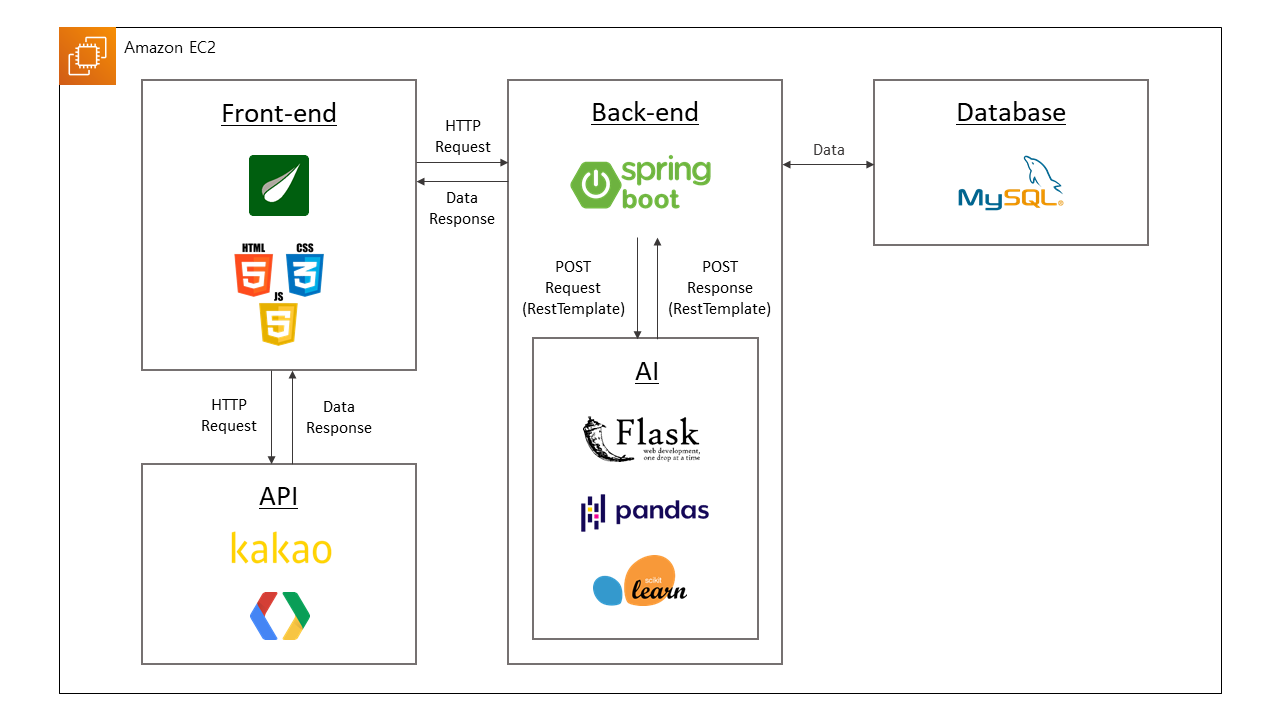 Amazon EC2
Front-end
HTML
CSS
5
3
JS
5
HTTP
Request
Data
Response
Back-end
spring
boot
POST
Request
(RestTemplate)
POST
Response
(RestTemplate)
AI
Flask
web development,
one drop at a time
pandas
scikit
learn
Data
Database
MySQL®
HTTP
Request
Data
Response
API
kakao